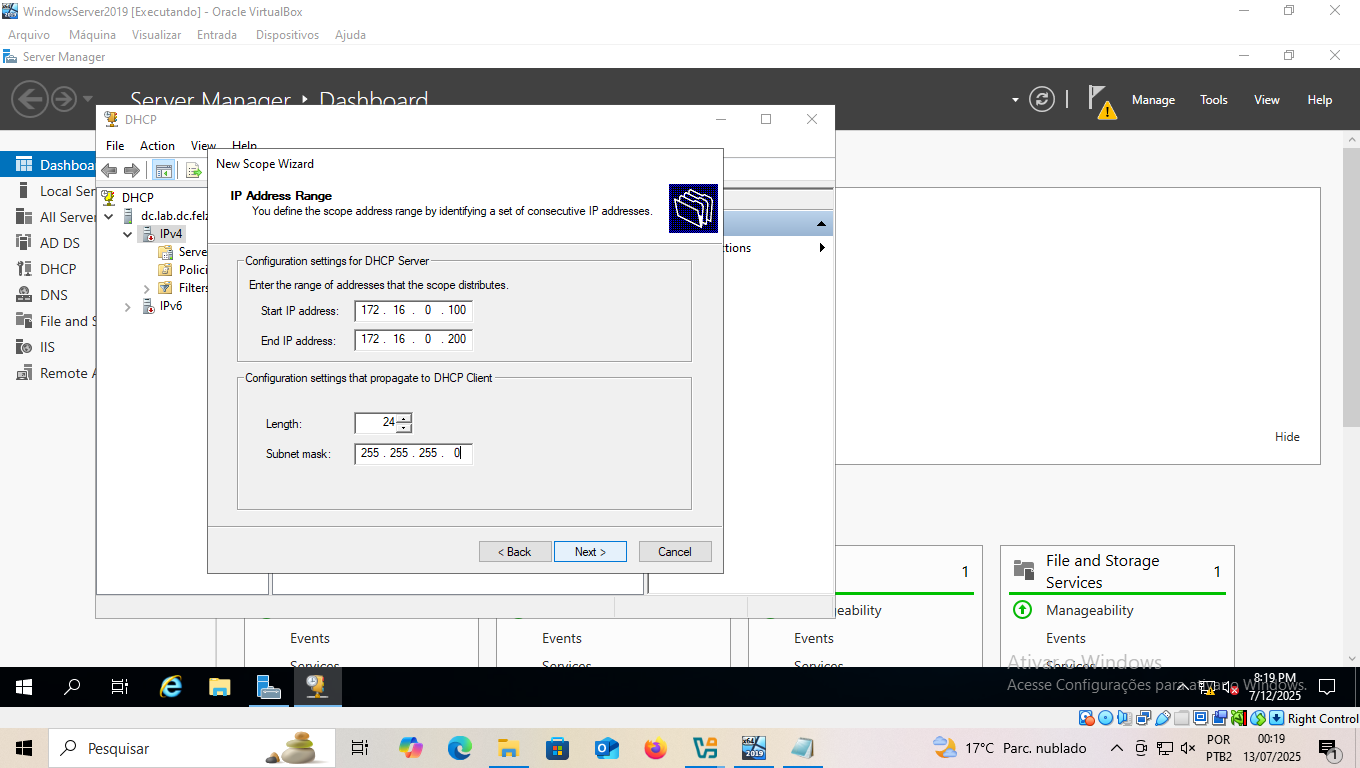 WindowsServer2019 [Executando] - Oracle VirtualBox
Arquivo Máquina Visualizar Entrada Dispositivos Ajuda
Server Manager
Server Manager Dashboard
Manage Tools View Help
DHCP
File Action View Help
New Scope Wizard
IP Address Range
You define the scope address range by identifying a set of consecutive IP addresses.
Configuration settings for DHCP Server
Enter the range of addresses that the scope distributes.
Start IP address: 172 . 16 . 0 . 100
End IP address: 172 . 16 . 0 . 200
Configuration settings that propagate to DHCP Client
Length: 24
Subnet mask: 255 . 255 . 255 . 0
< Back Next > Cancel
DHCP
dc.lab.dc.felz
IPv4
Serve
Polici
Filters
IPv6
ctions
Dashboa
Local Ser
All Server
AD DS
DHCP
DNS
File and S
IIS
Remote A
Hide
1
eability
Events
Services
Events
Services
Events
Services
File and Storage
Services
1
Manageability
Events
Services
Ativar o Windows
Acesse Configurações para ativar o Windows.
8:19 PM
7/12/2025
Right Control
Pesquisar
x64
2019
17°C Parc. nublado
POR
PTB2
00:19
13/07/2025
1